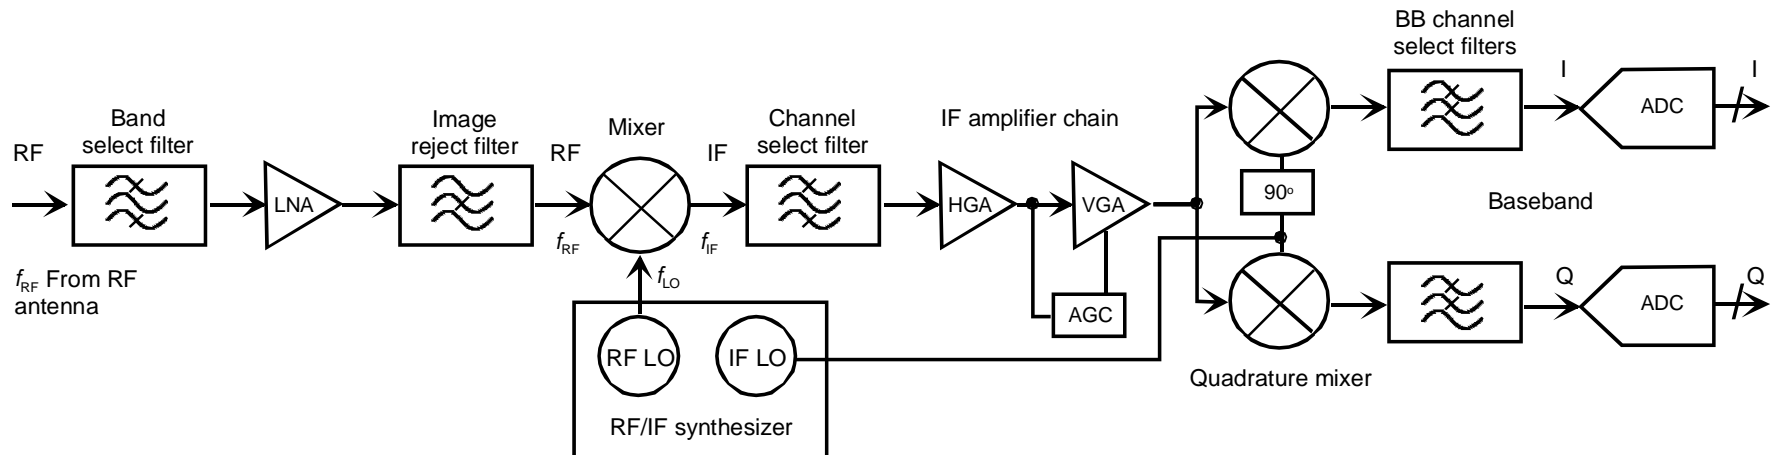 BB channel
select filters
I
I
ADC
Band
select filter
Image
reject filter
Mixer
Channel
select filter
IF amplifier chain
RF
RF
IF
LNA
HGA
VGA
90°
Baseband
fRF
fIF
fRF From RF
antenna
fLO
AGC
Q
Q
ADC
RF LO
IF LO
Quadrature mixer
RF/IF synthesizer